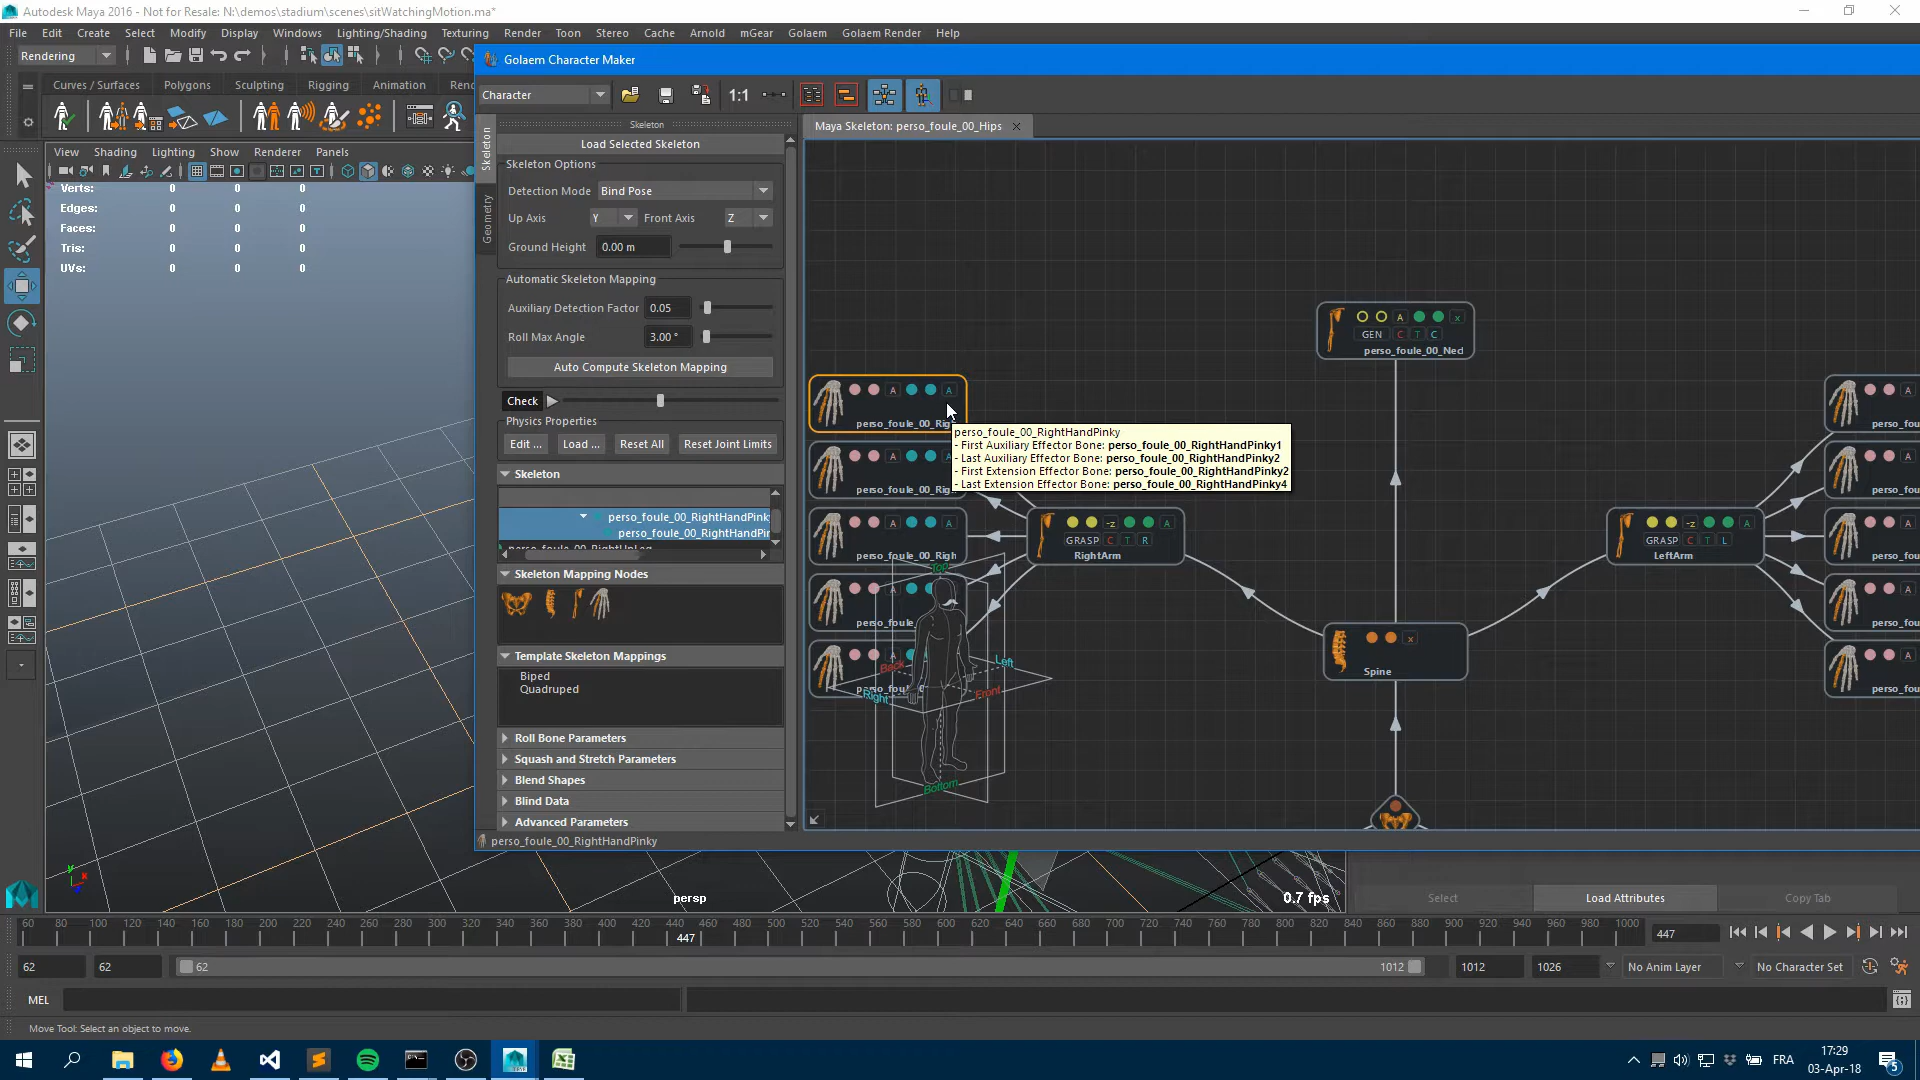 Autodesk Maya 2016 - Not for Resale: N:\demos\stadium\scenes\sitWatchingMotion.ma*
File Edit Create Select Modify Display Windows Lighting/Shading Texturing Render Toon Stereo Cache Arnold mGear Golaem Golaem Render Help
Rendering
Golaem Character Maker
Curves / Surfaces Polygons Sculpting Rigging Animation Ren
Character
1:1
Skeleton
Geometry
Maya Skeleton: perso_foule_00_Hips
View Shading Lighting Show Renderer Panels
Verts: 0 0 0
Edges: 0 0 0
Faces: 0 0 0
Tris: 0 0 0
UVs: 0 0 0
Skeleton
Load Selected Skeleton
Skeleton Options
Detection Mode Bind Pose
Up Axis Y Front Axis Z
Ground Height 0.00 m
Automatic Skeleton Mapping
Auxiliary Detection Factor 0.05
Roll Max Angle 3.00 °
Auto Compute Skeleton Mapping
Check
Physics Properties
Edit ... Load ... Reset All Reset Joint Limits
Skeleton
perso_foule_00_RightHandPink
perso_foule_00_RightHandPin
Skeleton Mapping Nodes
Template Skeleton Mappings
Biped
Quadruped
Roll Bone Parameters
Squash and Stretch Parameters
Blend Shapes
Blind Data
Advanced Parameters
perso_foule_00_RightHandPinky
A x
GEN C T C
perso_foule_00_Necl
A A
perso_foule_00_Rig
perso_foule_00_RightHandPinky
- First Auxiliary Effector Bone: perso_foule_00_RightHandPinky1
- Last Auxiliary Effector Bone: perso_foule_00_RightHandPinky2
- First Extension Effector Bone: perso_foule_00_RightHandPinky2
- Last Extension Effector Bone: perso_foule_00_RightHandPinky4
A A
perso_foule_00_Rig
A A
perso_foule_00_Righ
A
A
-z A
GRASP C T R
RightArm
-z A
GRASP C T L
LeftArm
x
Spine
A
perso_fou
A
perso_fou
A
perso_fou
A
perso_fou
A
perso_fou
Top
Left
Back
Right
Front
Bottom
persp
0.7 fps
Select Load Attributes Copy Tab
60 80 100 120 140 160 180 200 220 240 260 280 300 320 340 360 380 400 420 440 460 480 500 520 540 560 580 600 620 640 660 680 700 720 740 760 780 800 820 840 860 880 900 920 940 960 980 1000
447
447
62 62 62 1012 1012 1026 No Anim Layer No Character Set
MEL
Move Tool: Select an object to move.
FRA
17:29
03-Apr-18
5